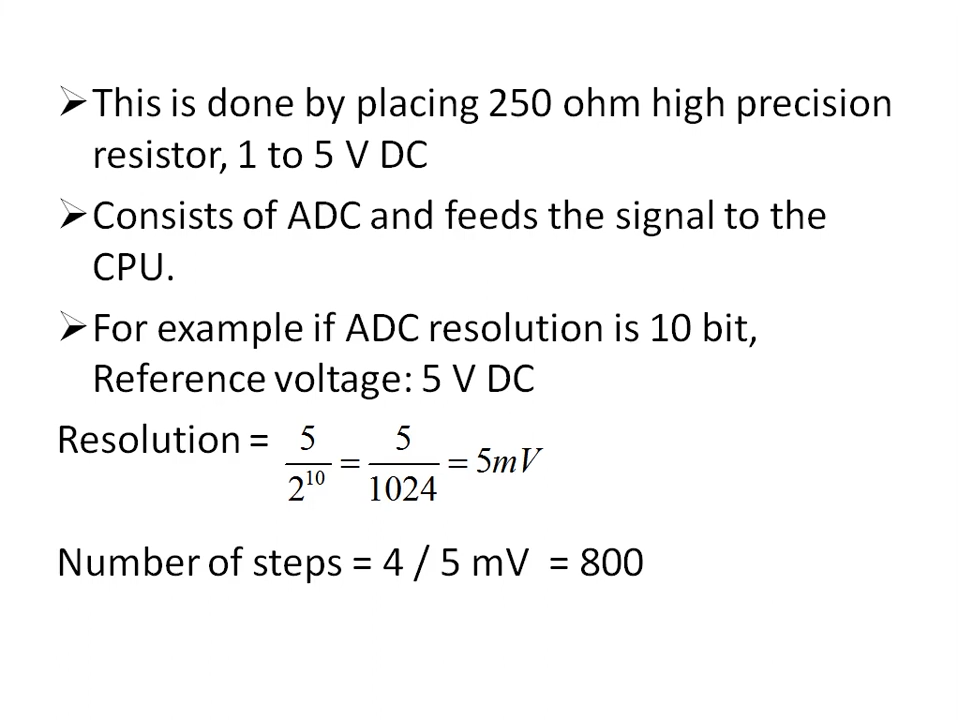 ➢This is done by placing 250 ohm high precision
resistor, 1 to 5 V DC
➢Consists of ADC and feeds the signal to the
CPU.
➢For example if ADC resolution is 10 bit,
Reference voltage: 5 V DC
Resolution = 5/2^10 = 5/1024 = 5mV
Number of steps = 4 / 5 mV = 800